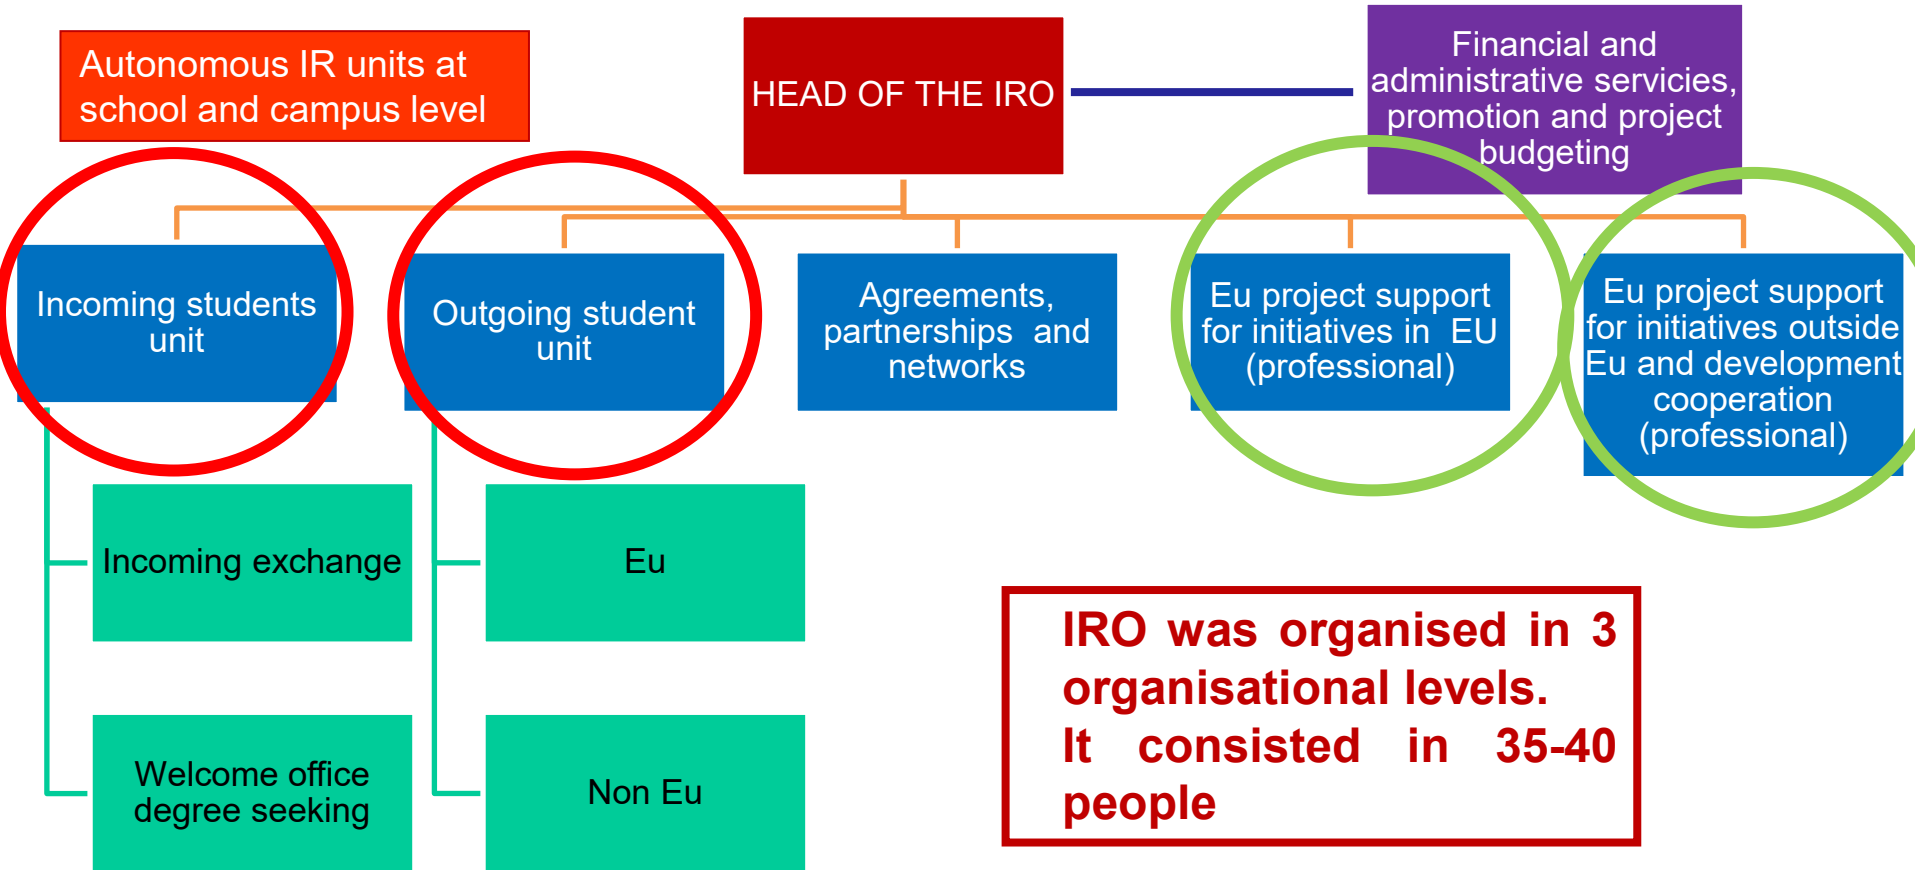 Autonomous IR units at
school and campus level
HEAD OF THE IRO
Financial and
administrative servicies,
promotion and project
budgeting
Incoming students
unit
Outgoing student
unit
Agreements,
partnerships and
networks
Eu project support
for initiatives in EU
(professional)
Eu project support
for initiatives outside
Eu and development
cooperation
(professional)
Incoming exchange
Eu
Welcome office
degree seeking
Non Eu
IRO was organised in 3
organisational levels.
It consisted in 35-40
people